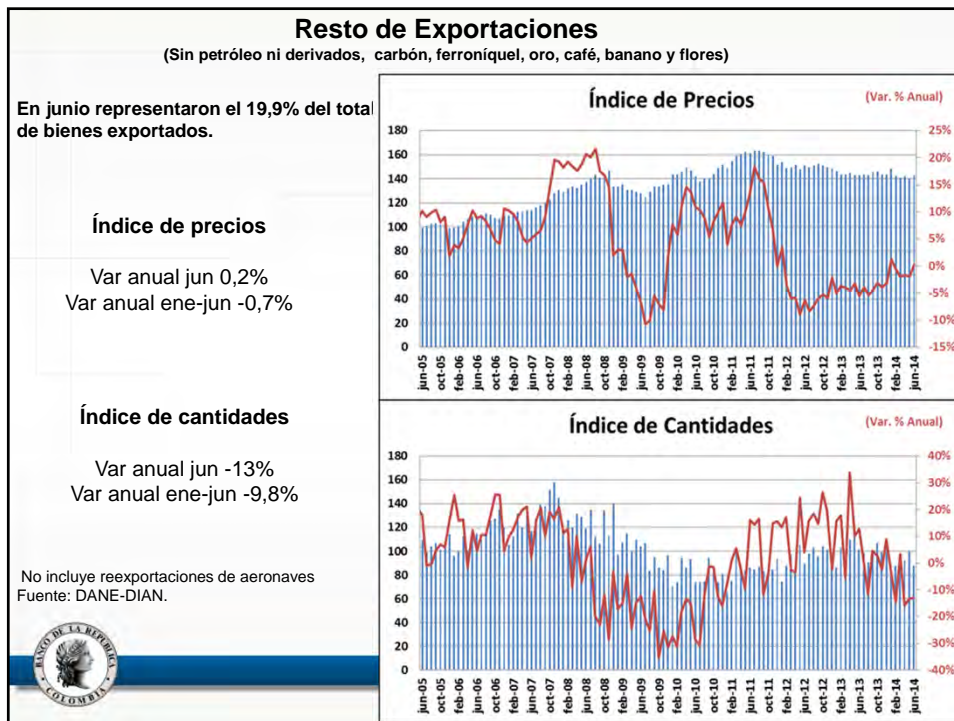 Resto de Exportaciones
(Sin petróleo ni derivados, carbón, ferroníquel, oro, café, banano y flores)
En junio representaron el 19,9% del total
de bienes exportados.
Índice de precios
Var anual jun 0,2%
Var anual ene-jun -0,7%
Índice de cantidades
Var anual jun -13%
Var anual ene-jun -9,8%
No incluye reexportaciones de aeronaves
Fuente: DANE-DIAN.
BANCO DE LA REPUBLICA
COLOMBIA
Índice de Precios
(Var. % Anual)
180
160
140
120
100
80
60
40
20
0
25%
20%
15%
10%
5%
0%
-5%
-10%
-15%
jun-05
oct-05
feb-06
jun-06
oct-06
feb-07
jun-07
oct-07
feb-08
jun-08
oct-08
feb-09
jun-09
oct-09
feb-10
jun-10
oct-10
feb-11
jun-11
oct-11
feb-12
jun-12
oct-12
feb-13
jun-13
oct-13
feb-14
jun-14
Índice de Cantidades
(Var. % Anual)
180
160
140
120
100
80
60
40
20
0
40%
30%
20%
10%
0%
-10%
-20%
-30%
-40%
jun-05
oct-05
feb-06
jun-06
oct-06
feb-07
jun-07
oct-07
feb-08
jun-08
oct-08
feb-09
jun-09
oct-09
feb-10
jun-10
oct-10
feb-11
jun-11
oct-11
feb-12
jun-12
oct-12
feb-13
jun-13
oct-13
feb-14
jun-14